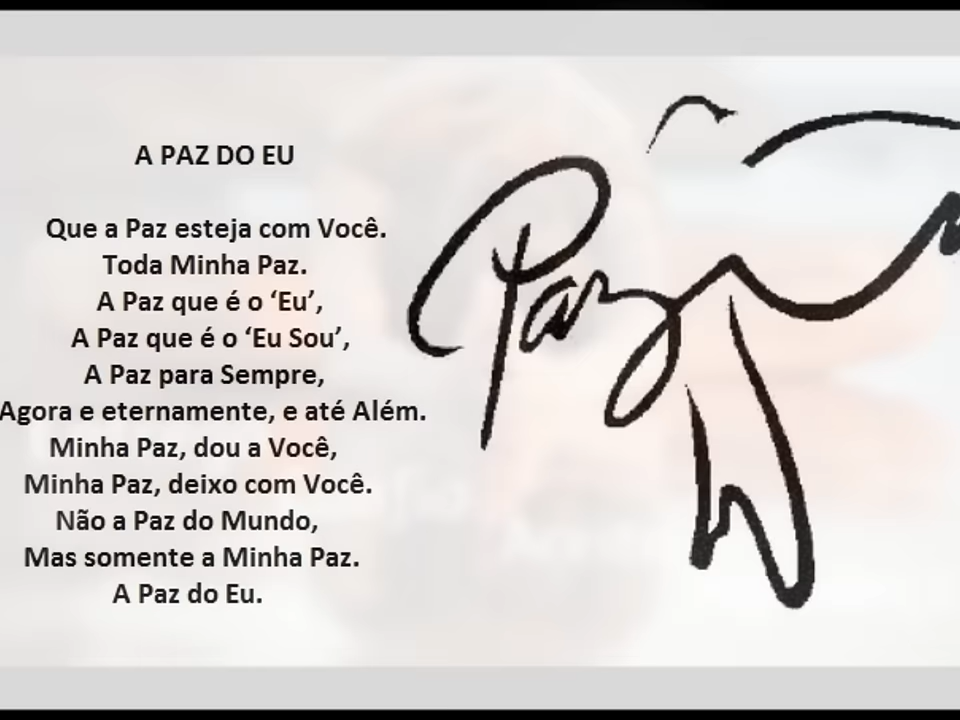 A PAZ DO EU
Que a Paz esteja com Você.
Toda Minha Paz.
A Paz que é o ‘Eu’,
A Paz que é o ‘Eu Sou’,
A Paz para Sempre,
Agora e eternamente, e até Além.
Minha Paz, dou a Você,
Minha Paz, deixo com Você.
Não a Paz do Mundo,
Mas somente a Minha Paz.
A Paz do Eu.
Paz